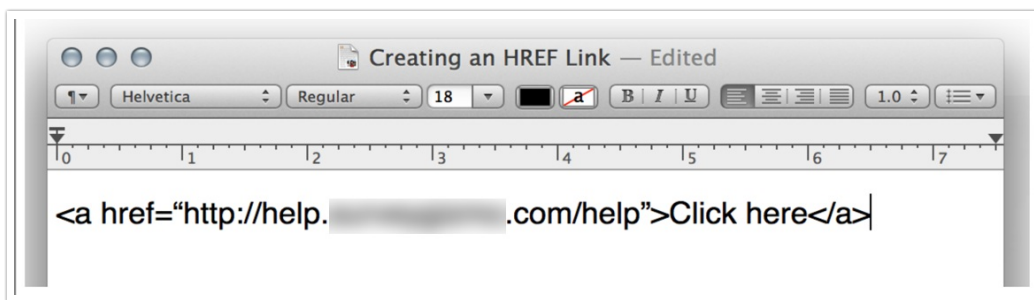 Creating an HREF Link — Edited
¶ Helvetica Regular 18 a B I U 1.0
0 1 2 3 4 5 6 7
<a href=“http://help. .com/help”>Click here</a>